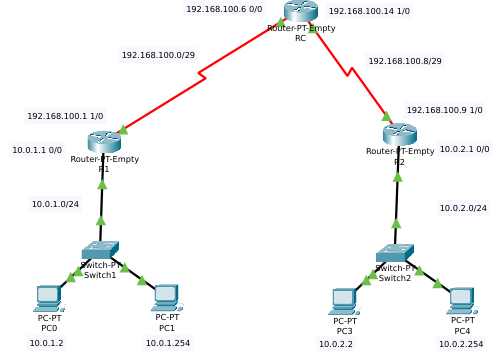 192.168.100.6 0/0
192.168.100.14 1/0
Router-PT-Empty
RC
192.168.100.0/29
192.168.100.8/29
192.168.100.1 1/0
192.168.100.9 1/0
10.0.1.1 0/0
Router-PT-Empty
R1
Router-PT-Empty
R2
10.0.2.1 0/0
10.0.1.0/24
10.0.2.0/24
Switch-PT
Switch1
Switch-PT
Switch2
PC-PT
PC0
PC-PT
PC1
PC-PT
PC3
PC-PT
PC4
10.0.1.2
10.0.1.254
10.0.2.2
10.0.2.254